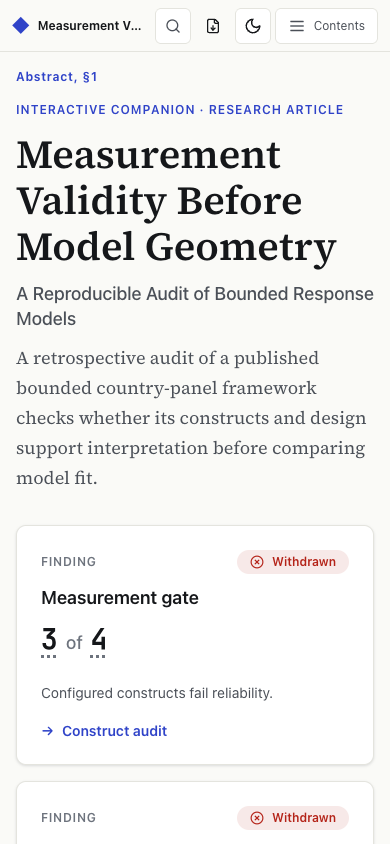 Measurement V...
Contents
Abstract, §1
INTERACTIVE COMPANION · RESEARCH ARTICLE
Measurement
Validity Before
Model Geometry
A Reproducible Audit of Bounded Response
Models
A retrospective audit of a published
bounded country-panel framework
checks whether its constructs and design
support interpretation before comparing
model fit.
FINDING
Withdrawn
Measurement gate
3 of 4
Configured constructs fail reliability.
→ Construct audit
FINDING
Withdrawn